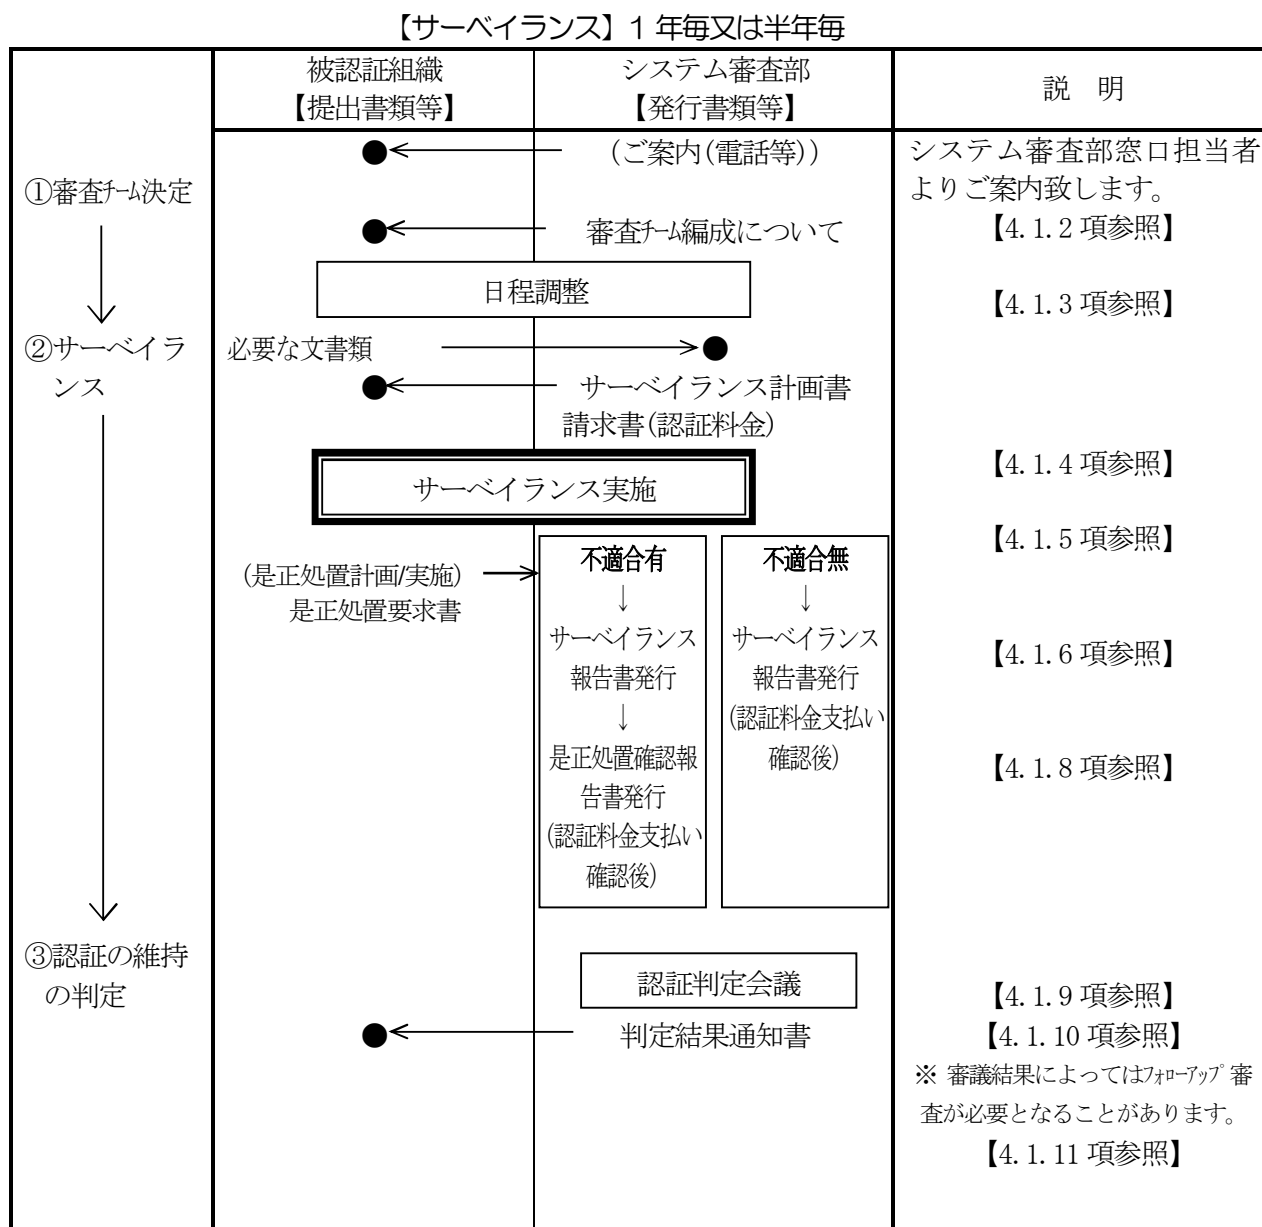 【サーベイランス】1 年毎又は半年毎
被認証組織
【提出書類等】
システム審査部
【発行書類等】
説　明
(ご案内(電話等))
システム審査部窓口担当者
よりご案内致します。
①審査ﾁｰﾑ決定
審査ﾁｰﾑ編成について
【4.1.2 項参照】
日程調整
【4.1.3 項参照】
②サーベイラ
ンス
必要な文書類
サーベイランス計画書
請求書(認証料金)
【4.1.4 項参照】
サーベイランス実施
【4.1.5 項参照】
(是正処置計画/実施)
是正処置要求書
不適合有
↓
サーベイランス
報告書発行
↓
是正処置確認報
告書発行
(認証料金支払い
確認後)
不適合無
↓
サーベイランス
報告書発行
(認証料金支払い
確認後)
【4.1.6 項参照】
【4.1.8 項参照】
③認証の維持
の判定
認証判定会議
【4.1.9 項参照】
判定結果通知書
【4.1.10 項参照】
※ 審議結果によってはﾌｫﾛｰｱｯﾌﾟ審
査が必要となることがあります。
【4.1.11 項参照】